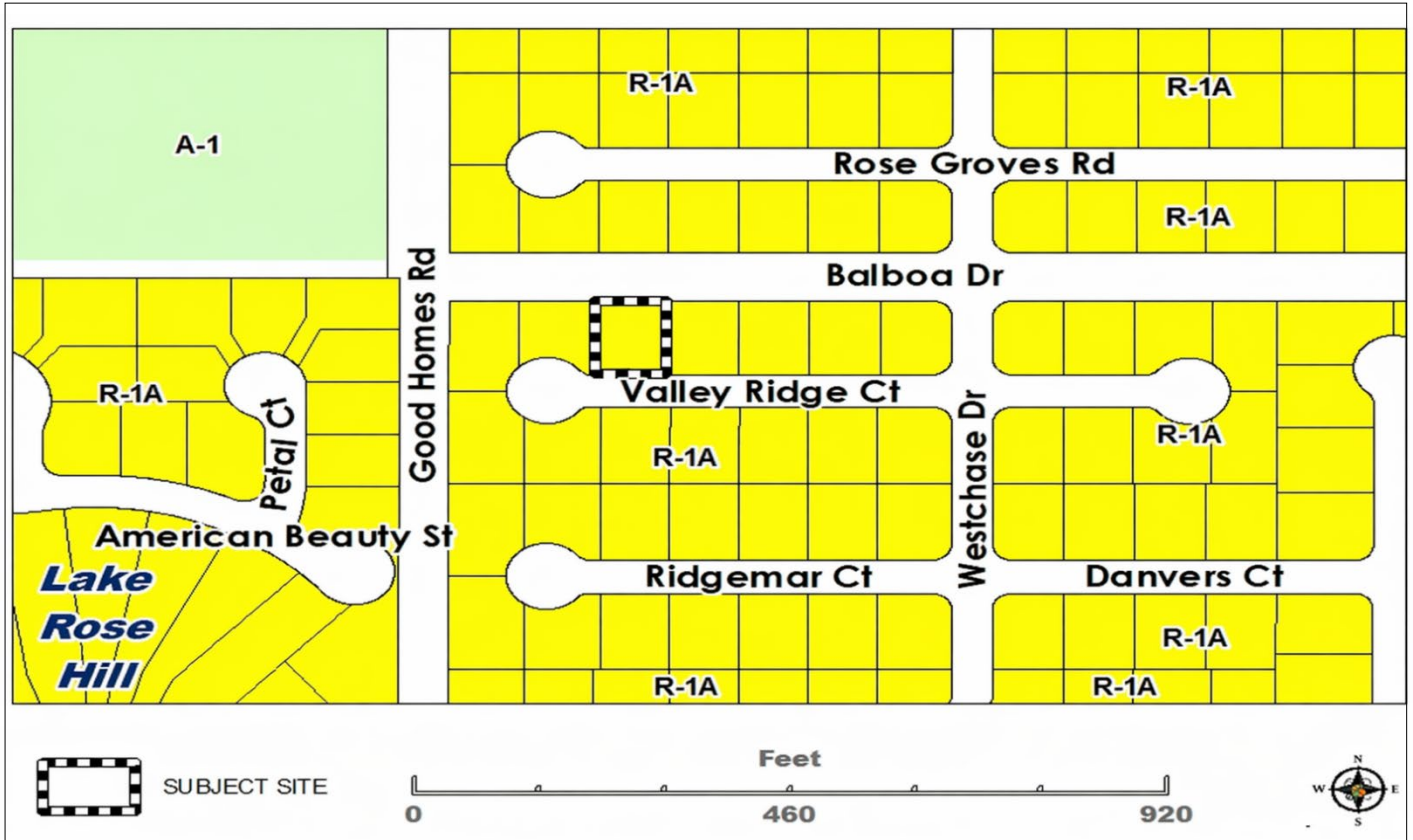 R-1A
R-1A
A-1
Rose Groves Rd
R-1A
Balboa Dr
Good Homes Rd
R-1A
Valley Ridge Ct
Petal Ct
R-1A
R-1A
Westchase Dr
American Beauty St
Lake
Rose
Hill
Ridgemar Ct
Danvers Ct
R-1A
R-1A
R-1A
SUBJECT SITE
Feet
0
460
920
N
W
E
S